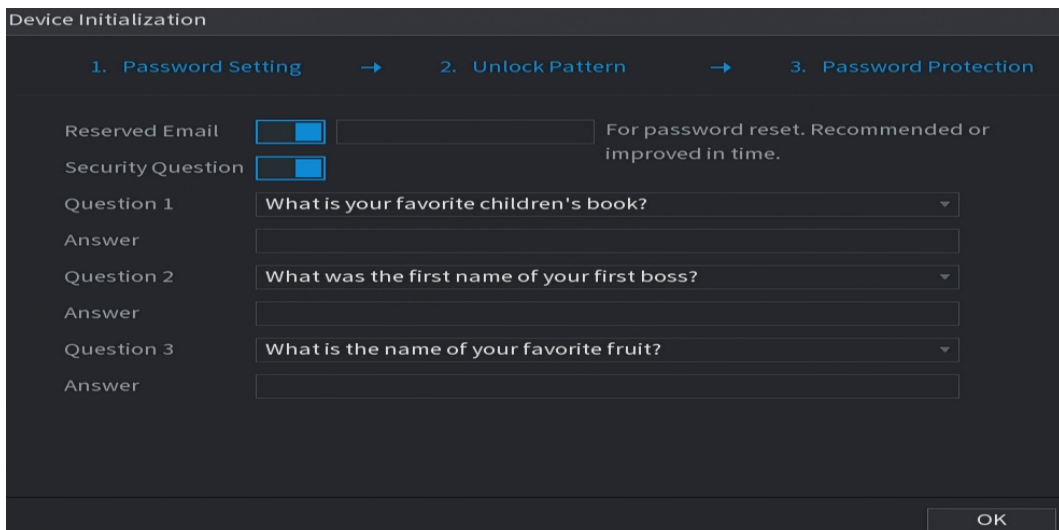 Device Initialization
1. Password Setting → 2. Unlock Pattern → 3. Password Protection
Reserved Email For password reset. Recommended or
improved in time.
Security Question
Question 1 What is your favorite children's book?
Answer
Question 2 What was the first name of your first boss?
Answer
Question 3 What is the name of your favorite fruit?
Answer
OK